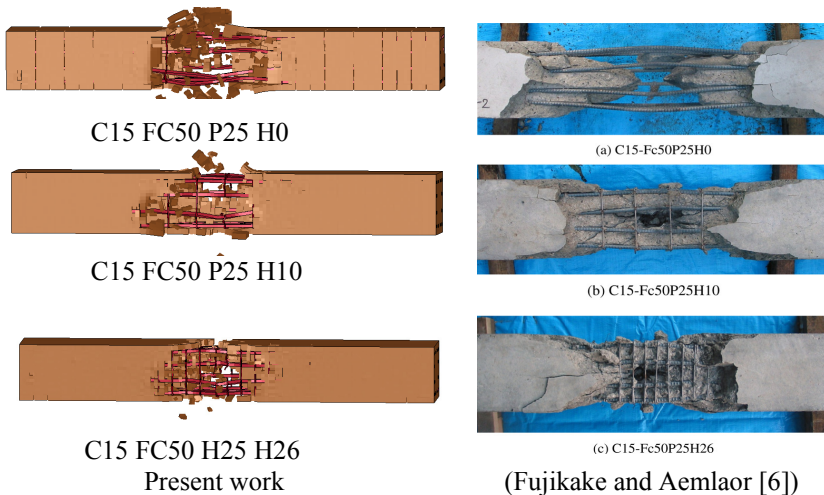 C15 FC50 P25 H0
-2
(a) C15-Fc50P25H0
C15 FC50 P25 H10
(b) C15-Fc50P25H10
C15 FC50 H25 H26
(c) C15-Fc50P25H26
Present work
(Fujikake and Aemlaor [6])